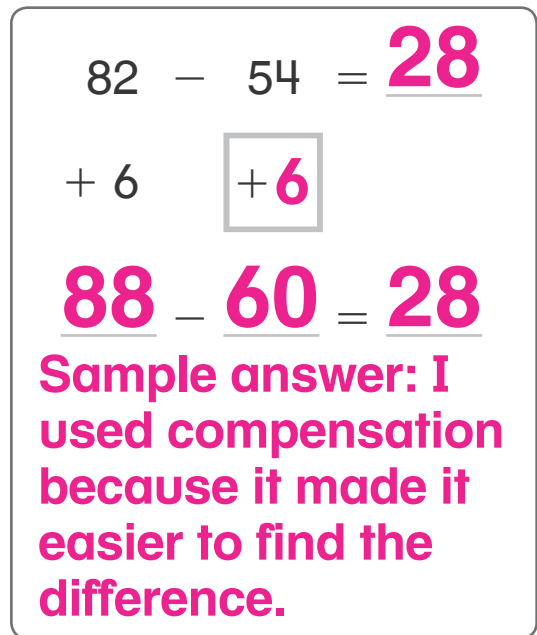 82 − 54 = 28
+ 6 +6
88 − 60 = 28
Sample answer: I
used compensation
because it made it
easier to find the
difference.